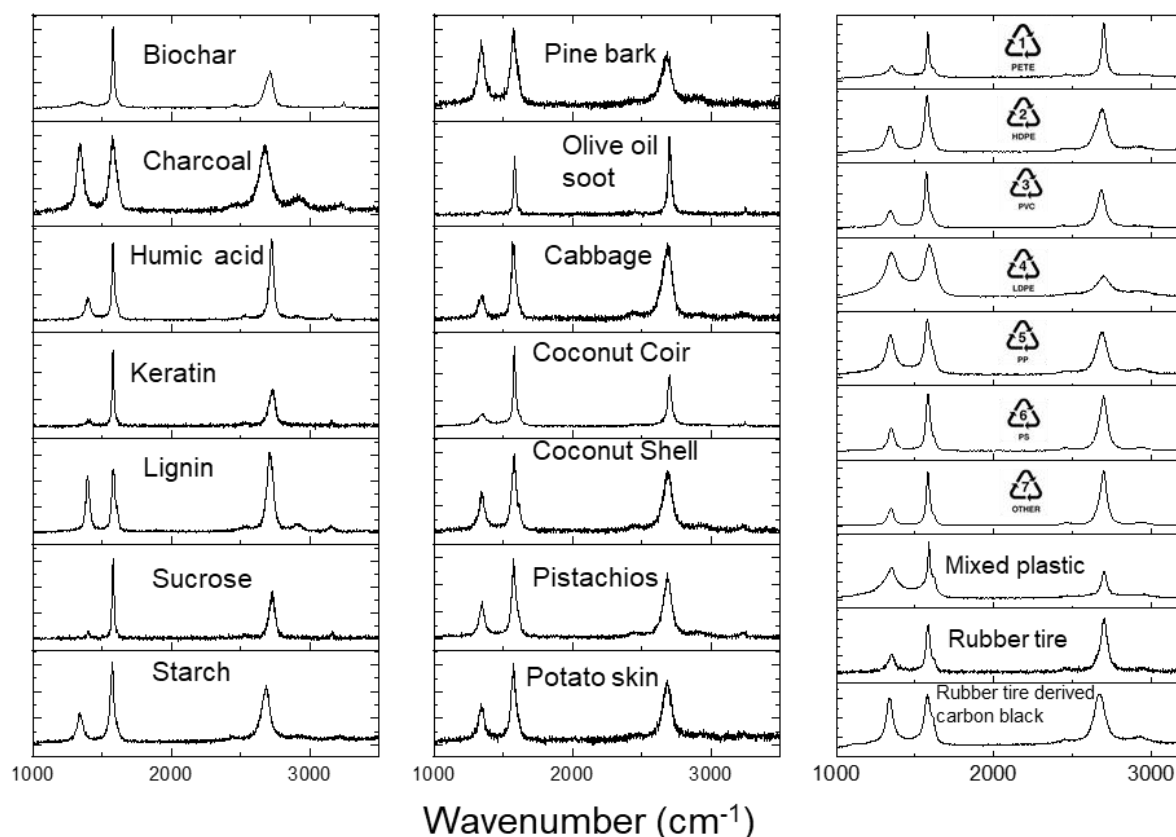 Biochar
Charcoal
Humic acid
Keratin
Lignin
Sucrose
Starch
1000 2000 3000
Pine bark
Olive oil
soot
Cabbage
Coconut Coir
Coconut Shell
Pistachios
Potato skin
1000 2000 3000
1
PETE
2
HDPE
3
PVC
4
LDPE
5
PP
6
PS
7
OTHER
Mixed plastic
Rubber tire
Rubber tire derived
carbon black
1000 2000 3000
Wavenumber (cm⁻¹)